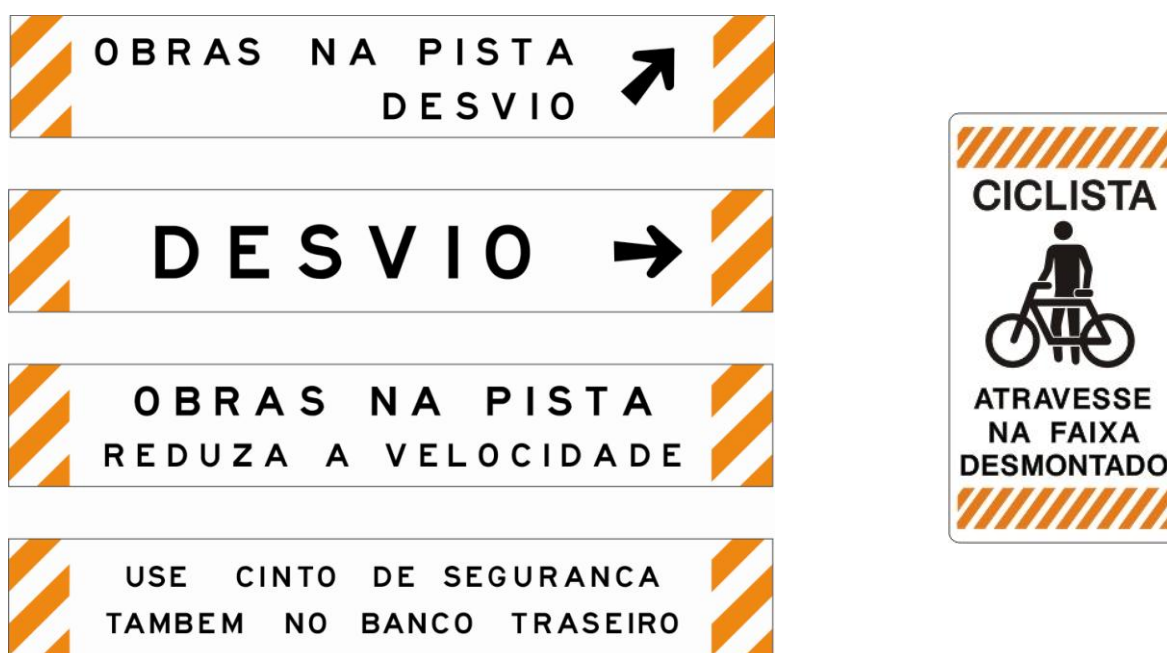 OBRAS NA PISTA
DESVIO
DESVIO
OBRAS NA PISTA
REDUZA A VELOCIDADE
USE CINTO DE SEGURANCA
TAMBEM NO BANCO TRASEIRO
CICLISTA
ATRAVESSE
NA FAIXA
DESMONTADO